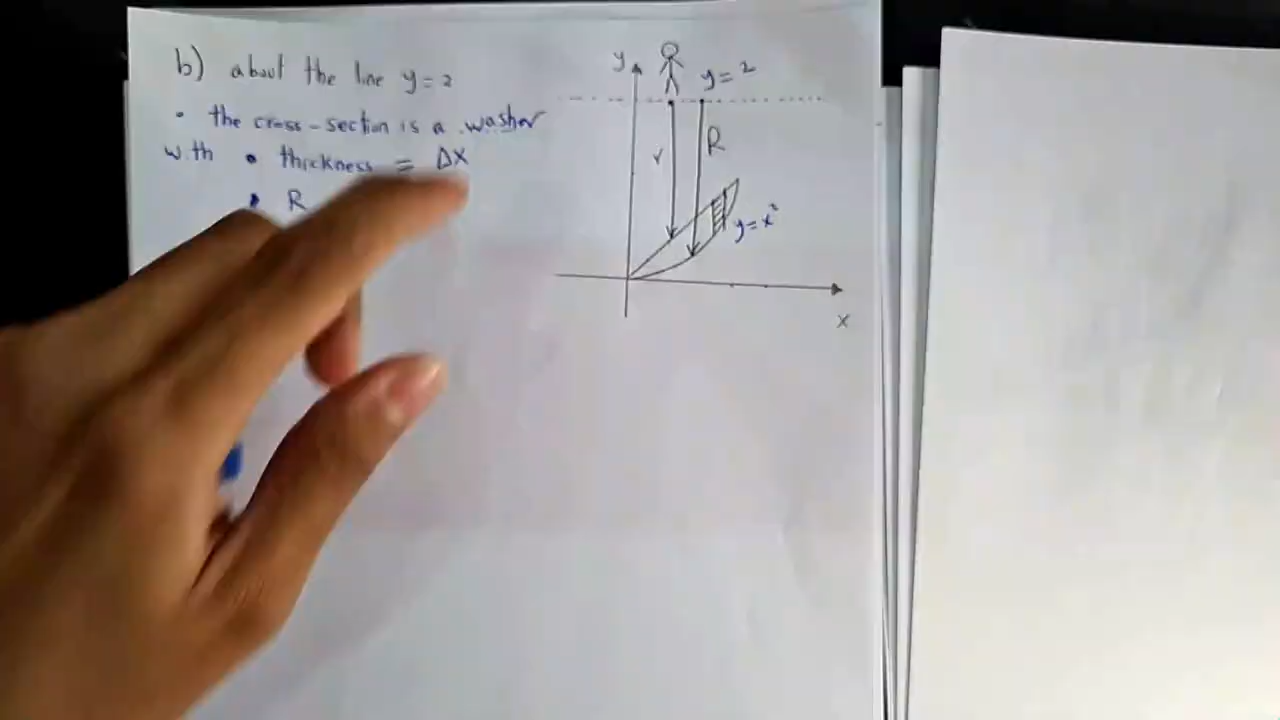 b) about the line y=2
• the cross-section is a washer
with • thickness = Δx
• R
y
y=2
r
R
y=x²
x